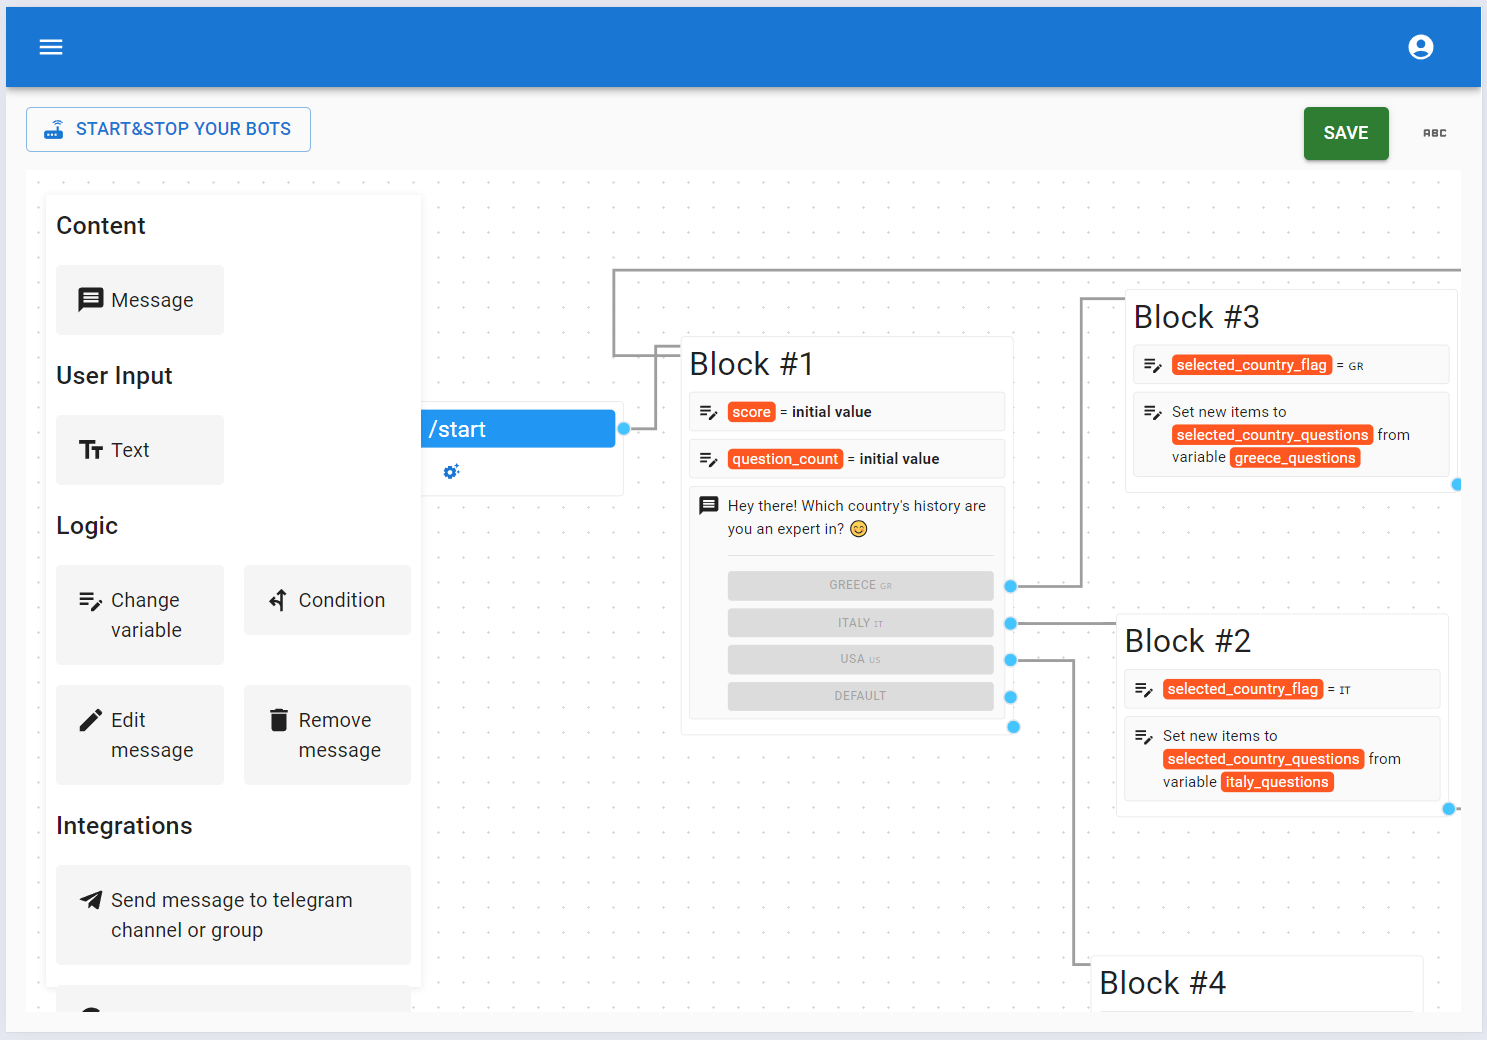 START&STOP YOUR BOTS
SAVE
ABC
Content
Message
User Input
Text
Logic
Change
variable
Condition
Edit
message
Remove
message
Integrations
Send message to telegram
channel or group
/start
Block #1
score = initial value
question_count = initial value
Hey there! Which country's history are
you an expert in? 😊
GREECE GR
ITALY IT
USA US
DEFAULT
Block #3
selected_country_flag = GR
Set new items to
selected_country_questions from
variable greece_questions
Block #2
selected_country_flag = IT
Set new items to
selected_country_questions from
variable italy_questions
Block #4